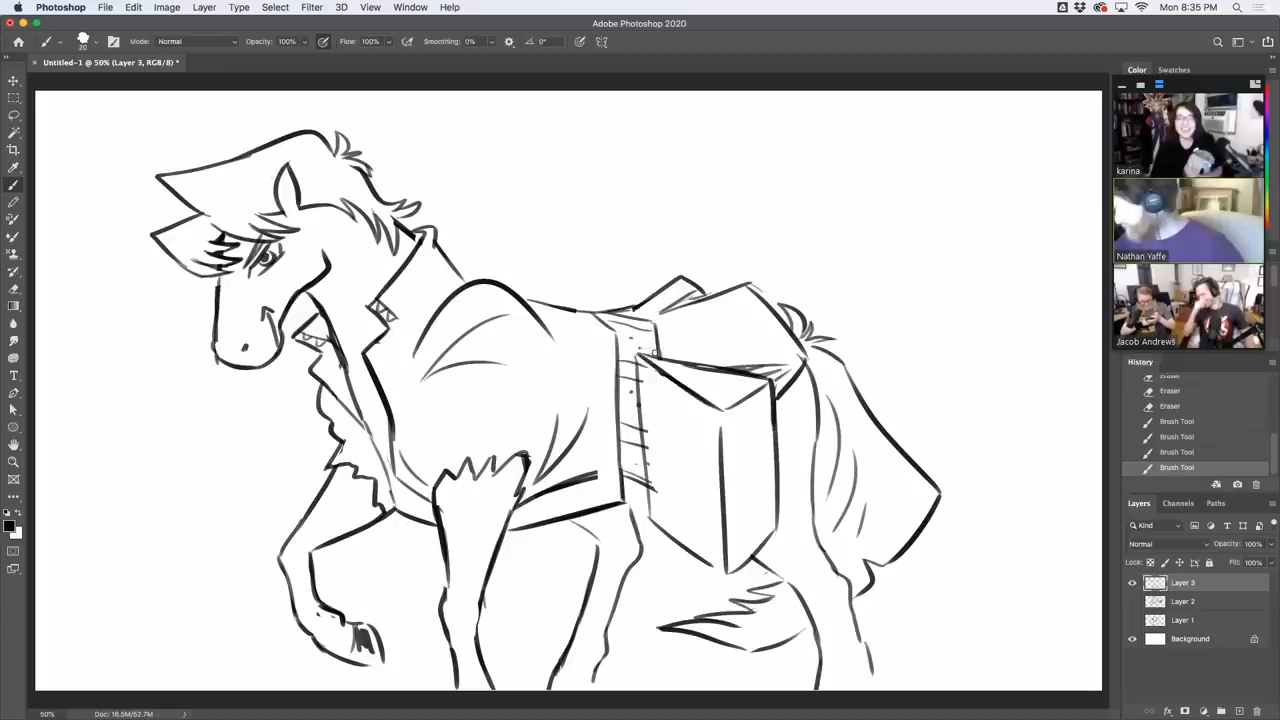 Photoshop File Edit Image Layer Type Select Filter 3D View Window Help Mon 8:35 PM
Adobe Photoshop 2020
20 Mode: Normal Opacity: 100% Flow: 100% Smoothing: 0% 0°
Untitled-1 @ 50% (Layer 3, RGB/8) *
Color Swatches
karina
Nathan Yaffe
Jacob Andrews
History
Eraser
Eraser
Eraser
Brush Tool
Brush Tool
Brush Tool
Brush Tool
Layers Channels Paths
Kind
Normal Opacity: 100%
Lock: Fill: 100%
Layer 3
Layer 2
Layer 1
Background
50% Doc: 16.5M/52.7M